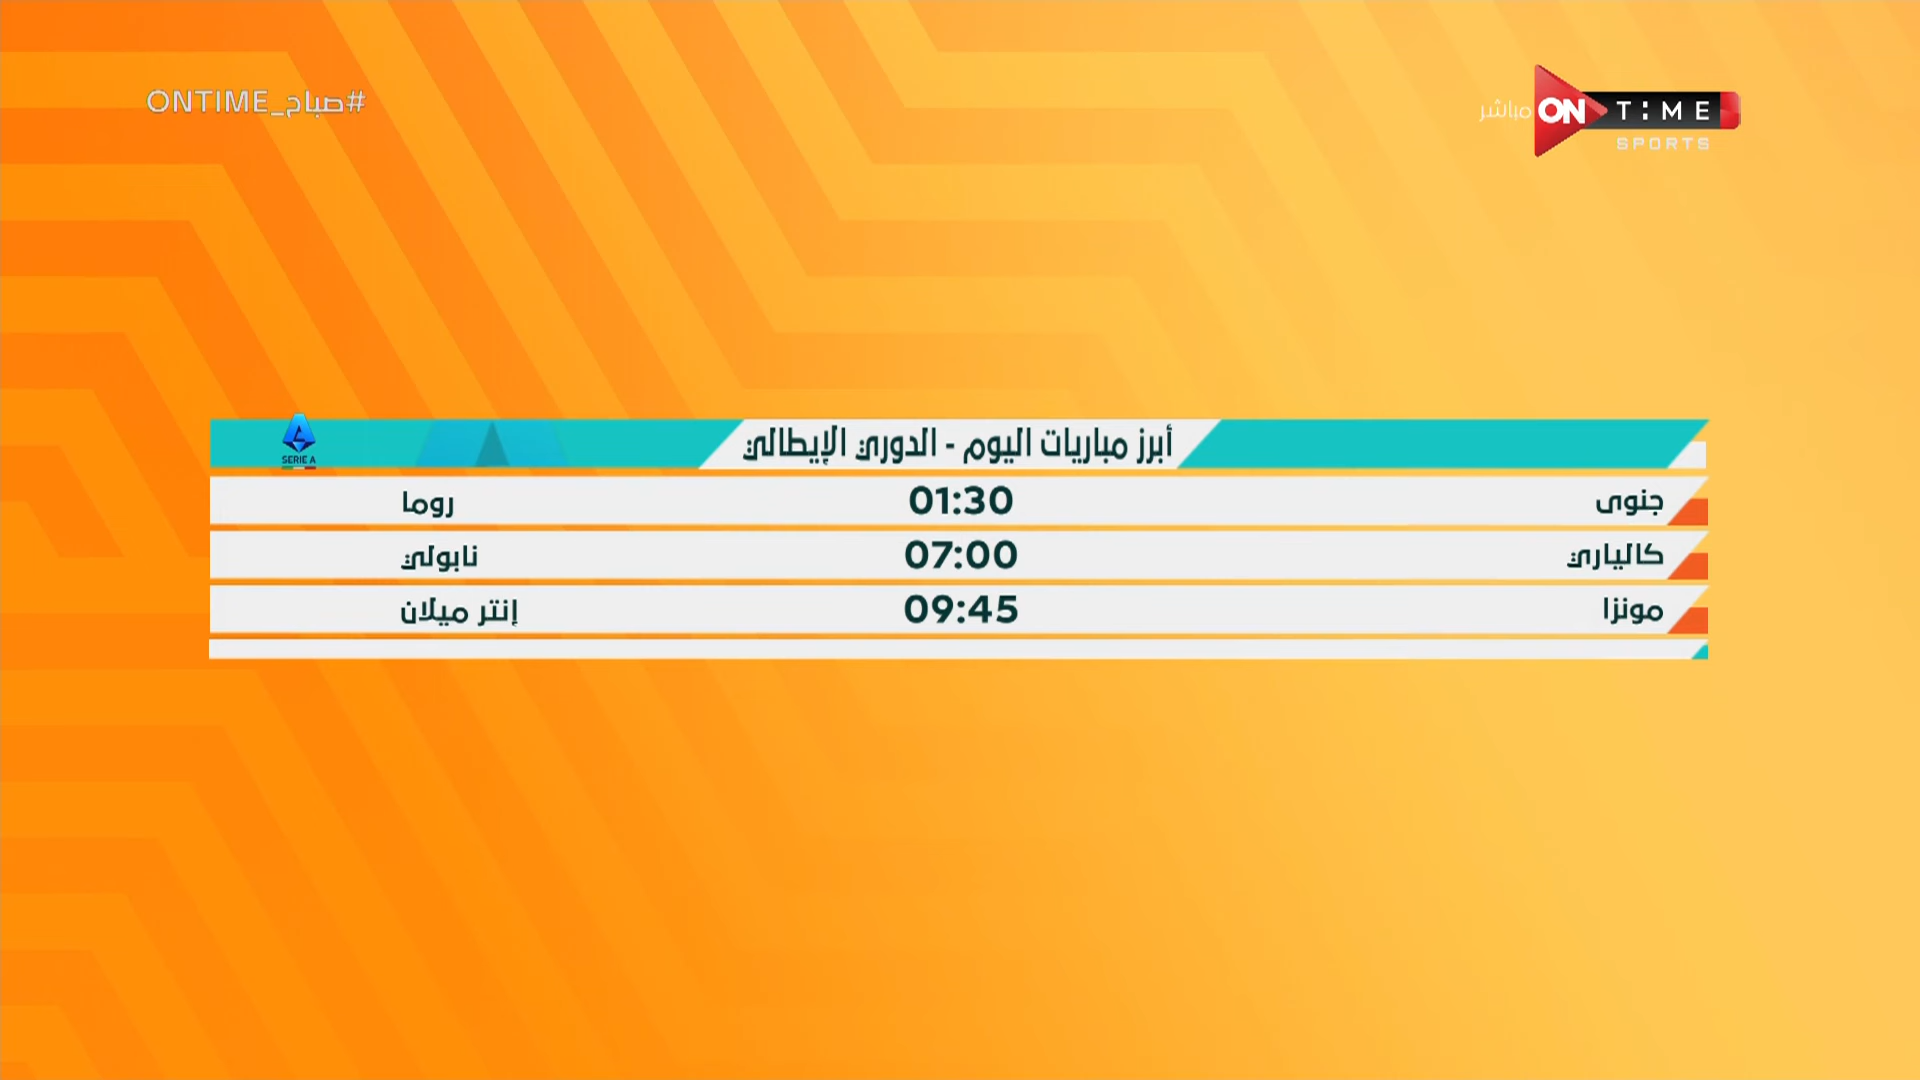 #صباح_ONTIME
مباشر ON TIME
SPORTS
أبرز مباريات اليوم - الدوري الإيطالي
SERIE A
جنوى 01:30 روما
كالياري 07:00 نابولي
مونزا 09:45 إنتر ميلان